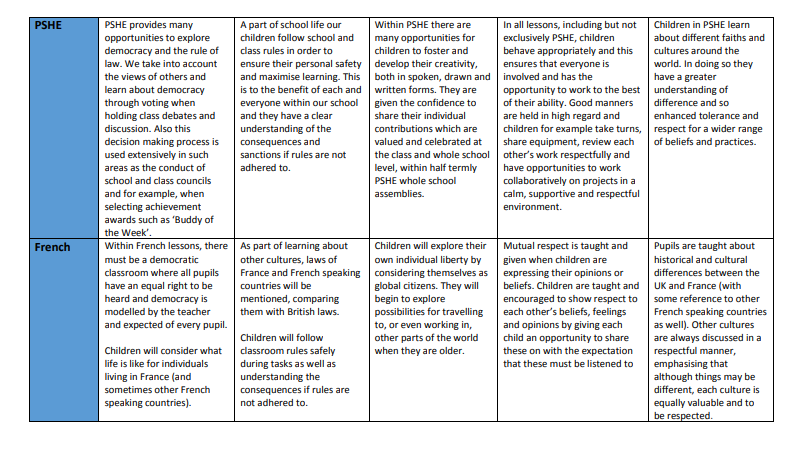 PSHE
PSHE provides many
opportunities to explore
democracy and the rule of
law. We take into account
the views of others and
learn about democracy
through voting when
holding class debates and
discussion. Also this
decision making process is
used extensively in such
areas as the conduct of
school and class councils
and for example, when
selecting achievement
awards such as ‘Buddy of
the Week’.
A part of school life our
children follow school and
class rules in order to
ensure their personal safety
and maximise learning. This
is to the benefit of each and
everyone within our school
and they have a clear
understanding of the
consequences and
sanctions if rules are not
adhered to.
Within PSHE there are
many opportunities for
children to foster and
develop their creativity,
both in spoken, drawn and
written forms. They are
given the confidence to
share their individual
contributions which are
valued and celebrated at
the class and whole school
level, within half termly
PSHE whole school
assemblies.
In all lessons, including but not
exclusively PSHE, children
behave appropriately and this
ensures that everyone is
involved and has the
opportunity to work to the best
of their ability. Good manners
are held in high regard and
children for example take turns,
share equipment, review each
other’s work respectfully and
have opportunities to work
collaboratively on projects in a
calm, supportive and respectful
environment.
Children in PSHE learn
about different faiths and
cultures around the
world. In doing so they
have a greater
understanding of
difference and so
enhanced tolerance and
respect for a wider range
of beliefs and practices.
French
Within French lessons, there
must be a democratic
classroom where all pupils
have an equal right to be
heard and democracy is
modelled by the teacher
and expected of every pupil.
Children will consider what
life is like for individuals
living in France (and
sometimes other French
speaking countries).
As part of learning about
other cultures, laws of
France and French speaking
countries will be
mentioned, comparing
them with British laws.
Children will follow
classroom rules safely
during tasks as well as
understanding the
consequences if rules are
not adhered to.
Children will explore their
own individual liberty by
considering themselves as
global citizens. They will
begin to explore
possibilities for travelling
to, or even working in,
other parts of the world
when they are older.
Mutual respect is taught and
given when children are
expressing their opinions or
beliefs. Children are taught and
encouraged to show respect to
each other’s beliefs, feelings
and opinions by giving each
child an opportunity to share
these on with the expectation
that these must be listened to
Pupils are taught about
historical and cultural
differences between the
UK and France (with
some reference to other
French speaking countries
as well). Other cultures
are always discussed in a
respectful manner,
emphasising that
although things may be
different, each culture is
equally valuable and to
be respected.